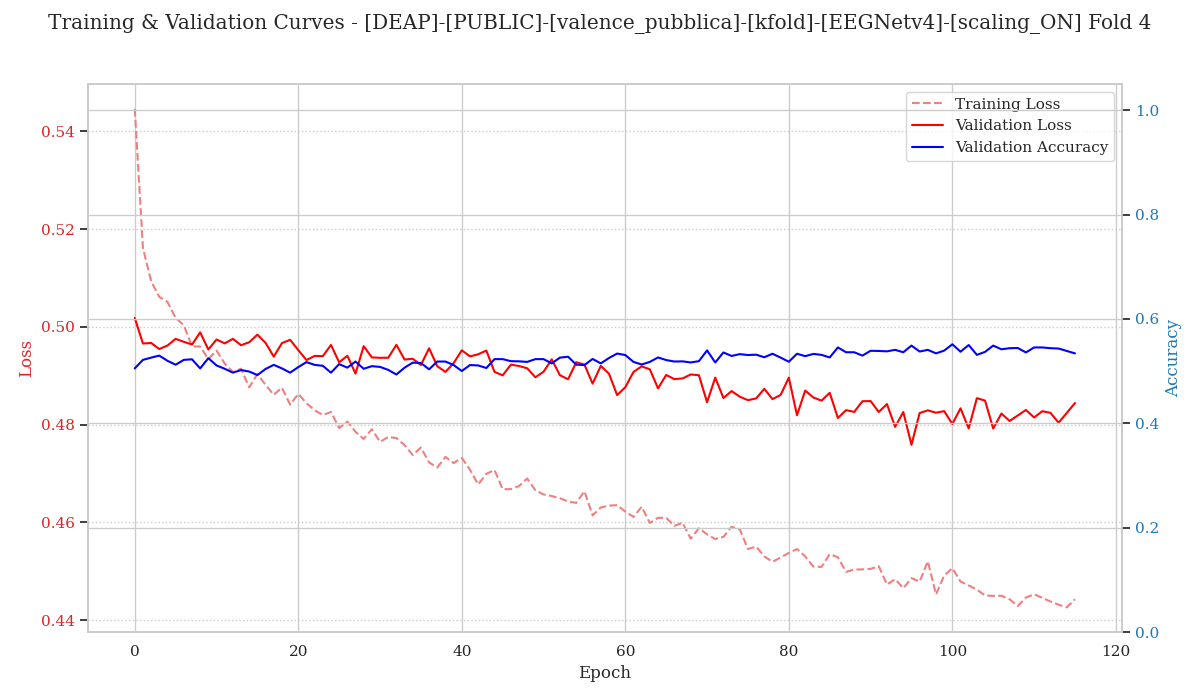 Training & Validation Curves - [DEAP]-[PUBLIC]-[valence_pubblica]-[kfold]-[EEGNetv4]-[scaling_ON] Fold 4
Training Loss
Validation Loss
Validation Accuracy
Loss
0.54
0.52
0.50
0.48
0.46
0.44
1.0
0.8
0.6
0.4
0.2
0.0
Accuracy
0 20 40 60 80 100 120
Epoch